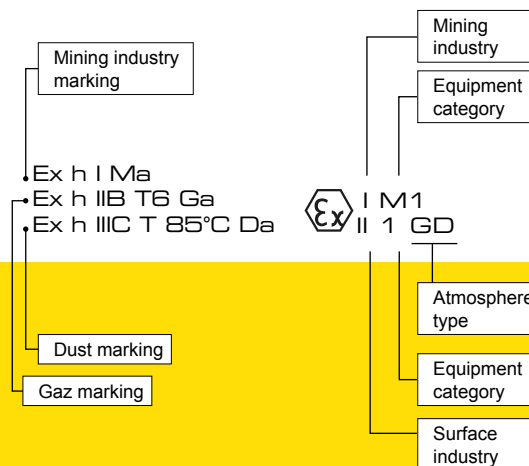 Mining industry
marking
Mining
industry
Equipment
category
Ex h I Ma
Ex h IIB T6 Ga
Ex h IIIC T 85°C Da
Ex
I M1
II 1 GD
Atmosphere
type
Dust marking
Equipment
category
Gaz marking
Surface
industry